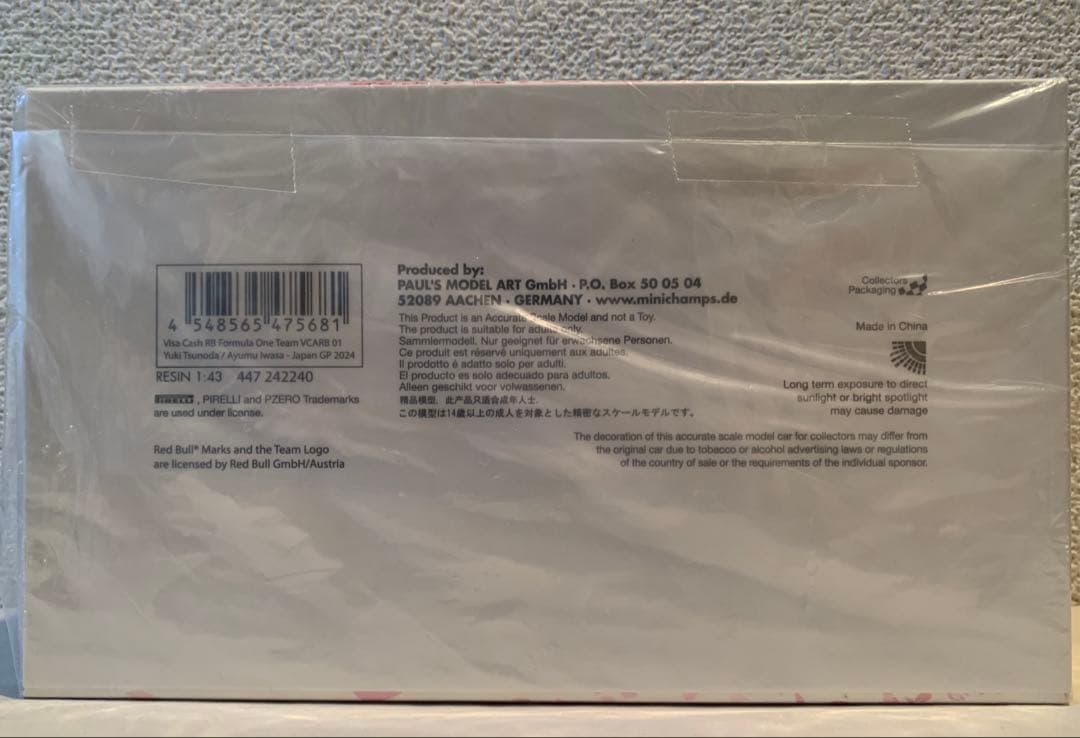 4 548565 475681
Visa Cash RB Formula One Team VCARB 01
Yuki Tsunoda / Ayumu Iwasa - Japan GP 2024
RESIN 1:43 447 242240
, PIRELLI and PZERO Trademarks
are used under license.
Red Bull® Marks and the Team Logo
are licensed by Red Bull GmbH/Austria
Produced by:
PAUL'S MODEL ART GmbH · P.O. Box 50 05 04
52089 AACHEN · GERMANY · www.minichamps.de
This Product is an Accurate Scale Model and not a Toy.
The product is suitable for adults only.
Sammlermodell. Nur geeignet für erwachsene Personen.
Ce produit est réservé uniquement aux adultes.
Il prodotto é adatto solo per adulti.
El producto es solo adecuado para adultos.
Alleen geschikt voor volwassenen.
精品模型，此产品只适合成年人士.
この模型は14歳以上の成人を対象とした精密なスケールモデルです。
Collectors
Packaging
Made in China
Long term exposure to direct
sunlight or bright spotlight
may cause damage
The decoration of this accurate scale model car for collectors may differ from
the original car due to tobacco or alcohol advertising laws or regulations
of the country of sale or the requirements of the individual sponsor.